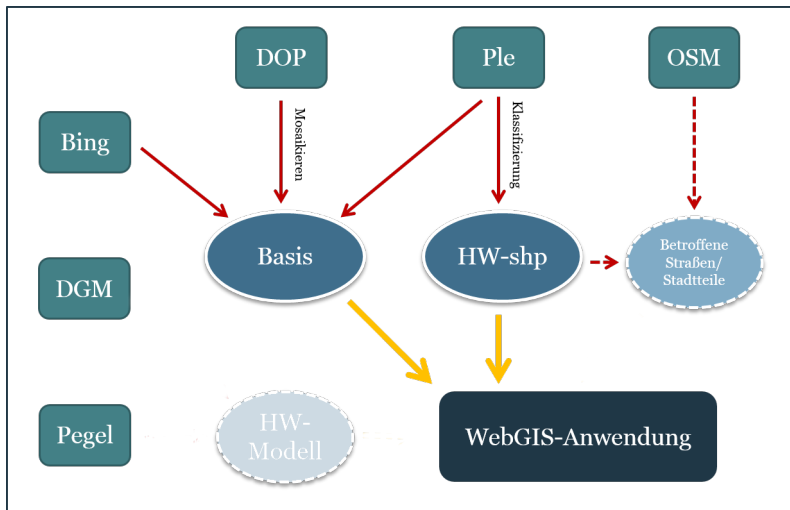 DOP
Ple
OSM
Bing
Mosaikieren
Klassifizierung
Basis
HW-shp
Betroffene
Straßen/
Stadtteile
DGM
Pegel
HW-
Modell
WebGIS-Anwendung